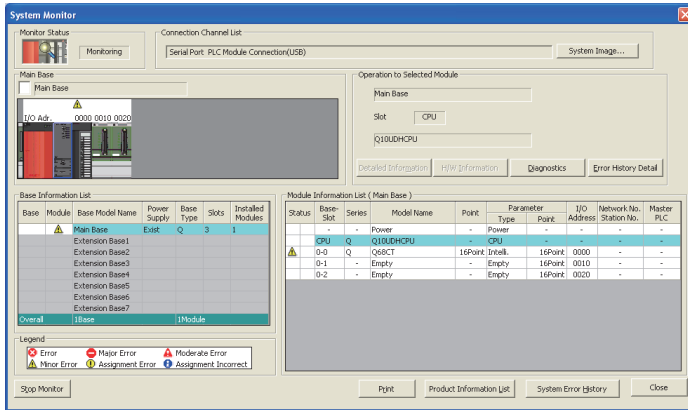 System Monitor
Monitor Status
Monitoring
Connection Channel List
Serial Port PLC Module Connection(USB)
System Image...
Main Base
Main Base
I/O Adr. 0000 0010 0020
Operation to Selected Module
Main Base
Slot CPU
Q10UDHCPU
Detailed Information H/W Information Diagnostics Error History Detail
Base Information List
Base Module Base Model Name Power Supply Base Type Slots Installed Modules
Main Base Exist Q 3 1
Extension Base1
Extension Base2
Extension Base3
Extension Base4
Extension Base5
Extension Base6
Extension Base7
Overall 1Base 1Module
Module Information List ( Main Base )
Status Base-Slot Series Model Name Point Parameter Type Point I/O Address Network No. Station No. Master PLC
- - Power - Power - - - -
CPU Q Q10UDHCPU - CPU - - - -
0-0 Q Q68CT 16Point Intelli. 16Point 0000 - -
0-1 - Empty - Empty 16Point 0010 - -
0-2 - Empty - Empty 16Point 0020 - -
Legend
Error Major Error Moderate Error
Minor Error Assignment Error Assignment Incorrect
Stop Monitor Print Product Information List System Error History Close